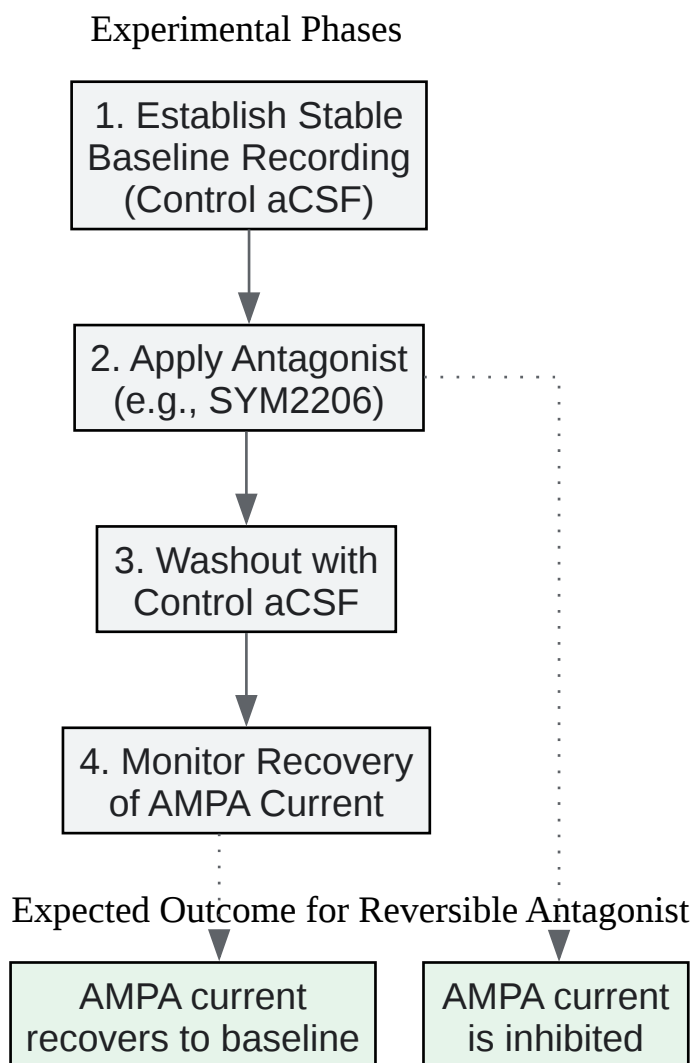 Experimental Phases
1. Establish Stable
Baseline Recording
(Control aCSF)
2. Apply Antagonist
(e.g., SYM2206)
3. Washout with
Control aCSF
4. Monitor Recovery
of AMPA Current
Expected Outcome for Reversible Antagonist
AMPA current
recovers to baseline
AMPA current
is inhibited